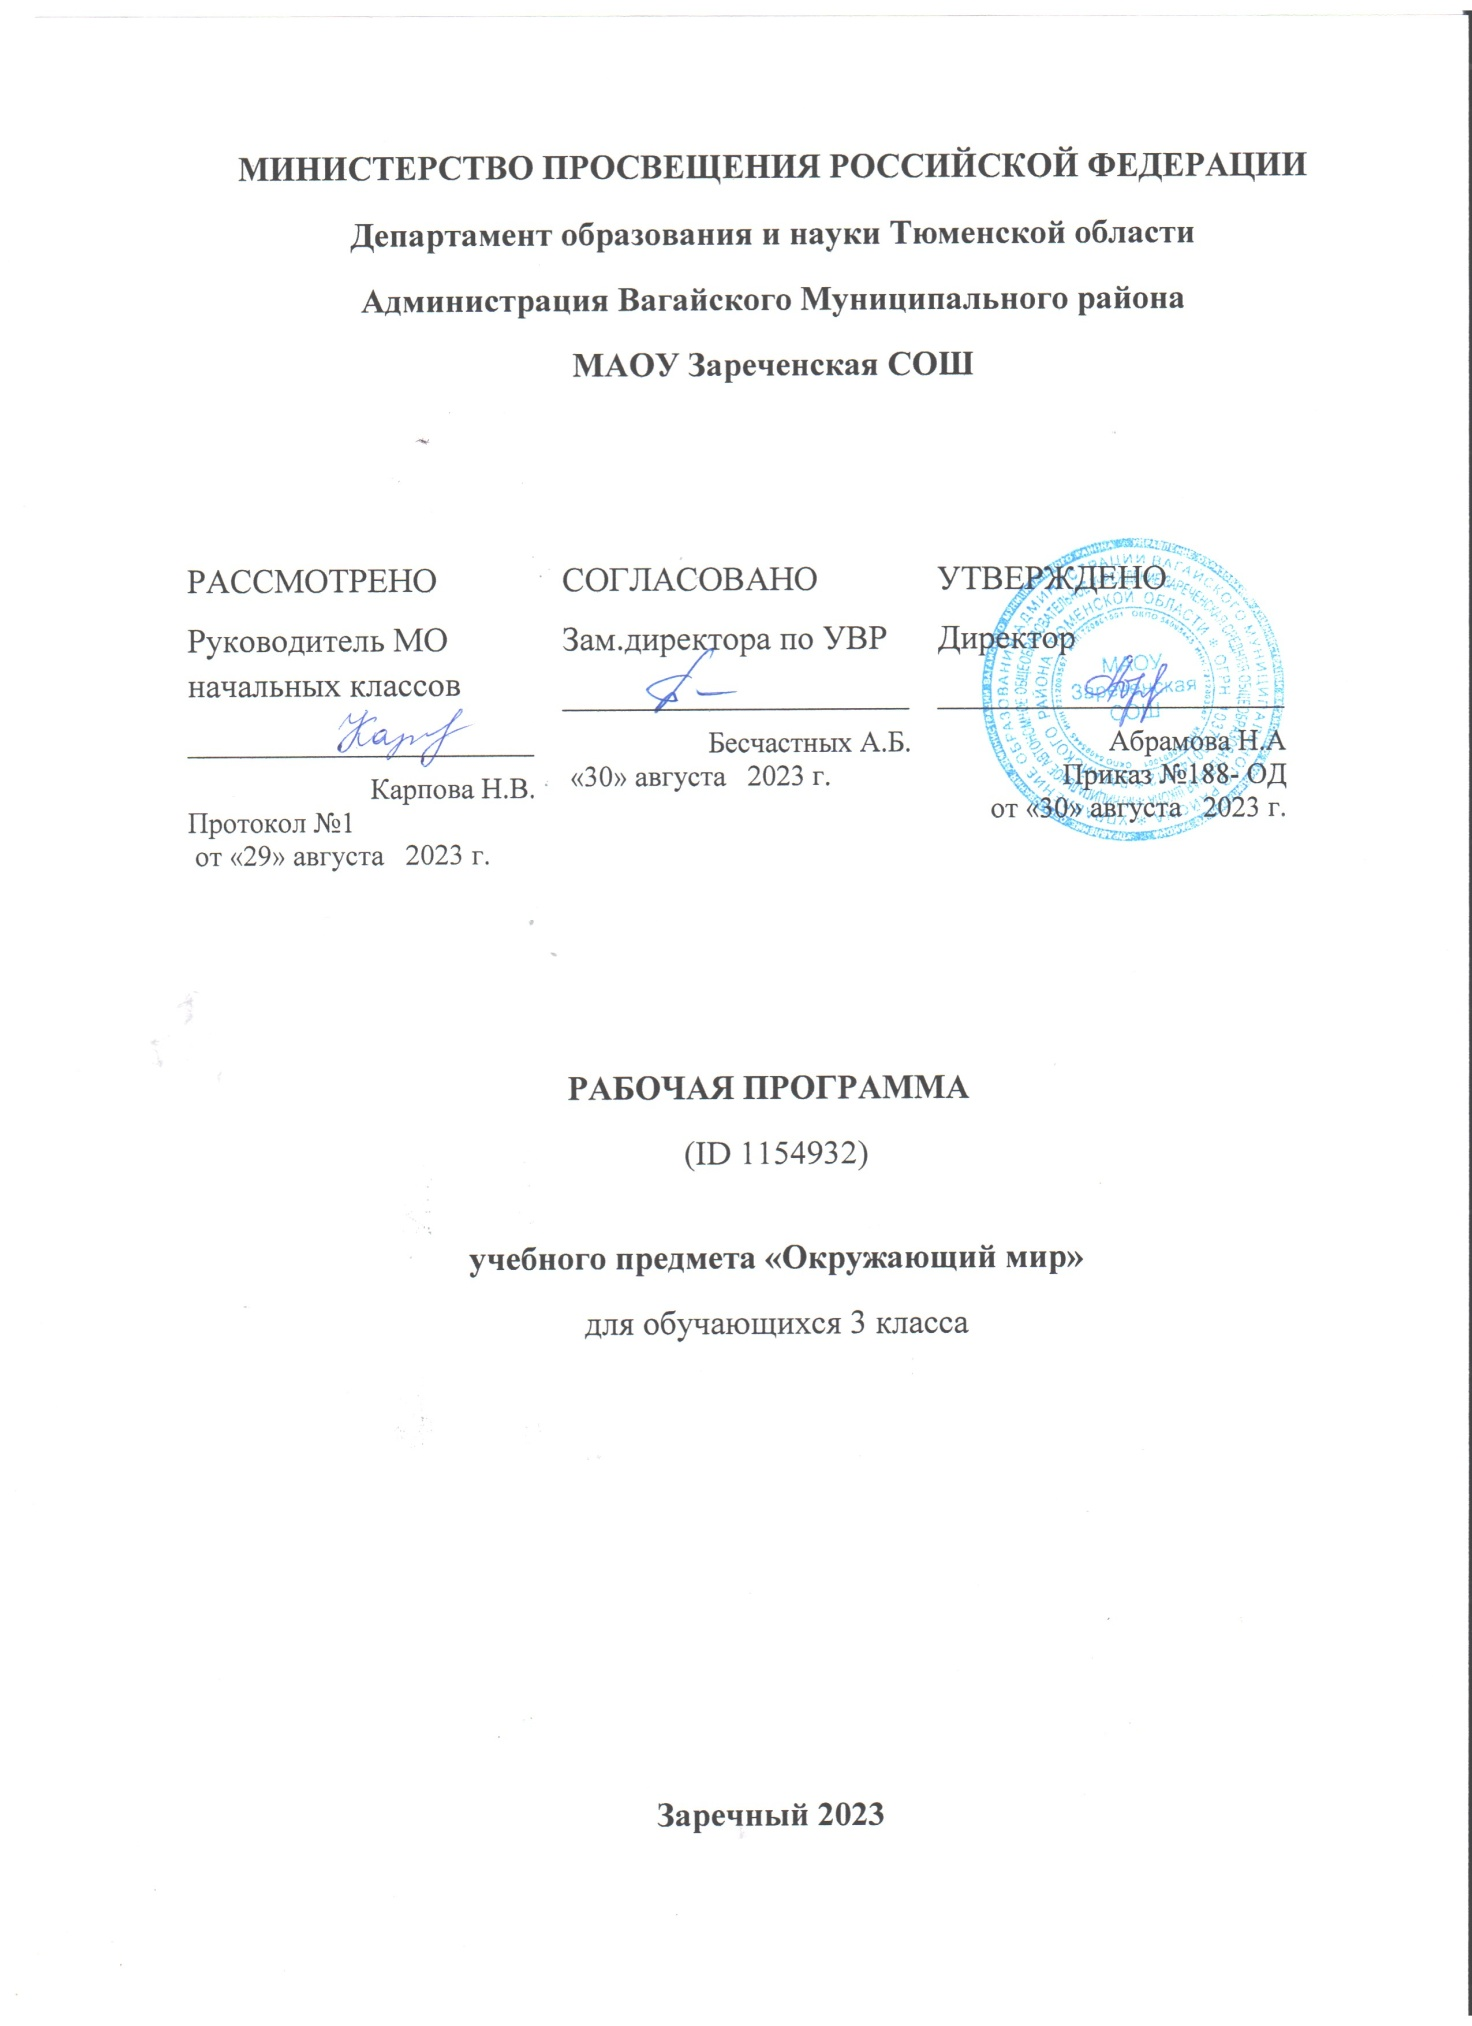 МИНИСТЕРСТВО ПРОСВЕЩЕНИЯ РОССИЙСКОЙ ФЕДЕРАЦИИ
Департамент образования и науки Тюменской области
Администрация Вагайского Муниципального района
МАОУ Зареченская СОШ
РАССМОТРЕНО
Руководитель МО
начальных классов
Карпова Н.В.
Протокол №1
от «29» августа 2023 г.
СОГЛАСОВАНО
Зам.директора по УВР
Бесчастных А.Б.
«30» августа 2023 г.
УТВЕРЖДЕНО
Директор
Абрамова Н.А
Приказ №188- ОД
от «30» августа 2023 г.
МАОУ
Зареченская
СОШ
РАБОЧАЯ ПРОГРАММА
(ID 1154932)
учебного предмета «Окружающий мир»
для обучающихся 3 класса
Заречный 2023